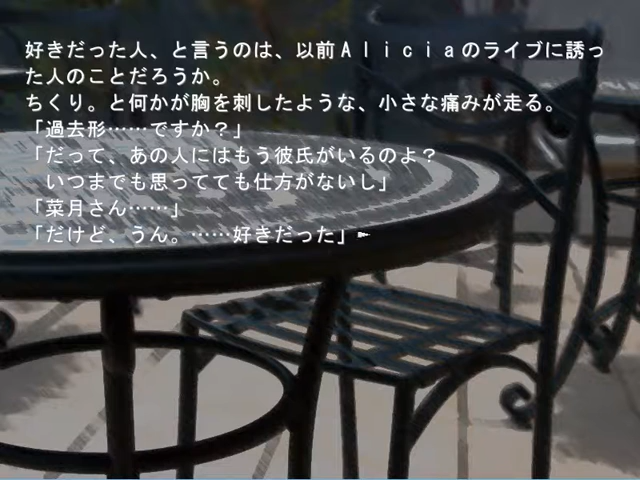 好きだった人、と言うのは、以前Ａｌｉｃｉａのライブに誘っ
た人のことだろうか。
ちくり。と何かが胸を刺したような、小さな痛みが走る。
「過去形……ですか？」
「だって、あの人にはもう彼氏がいるのよ？
　いつまでも思ってても仕方がないし」
「菜月さん……」
「だけど、うん。……好きだった」